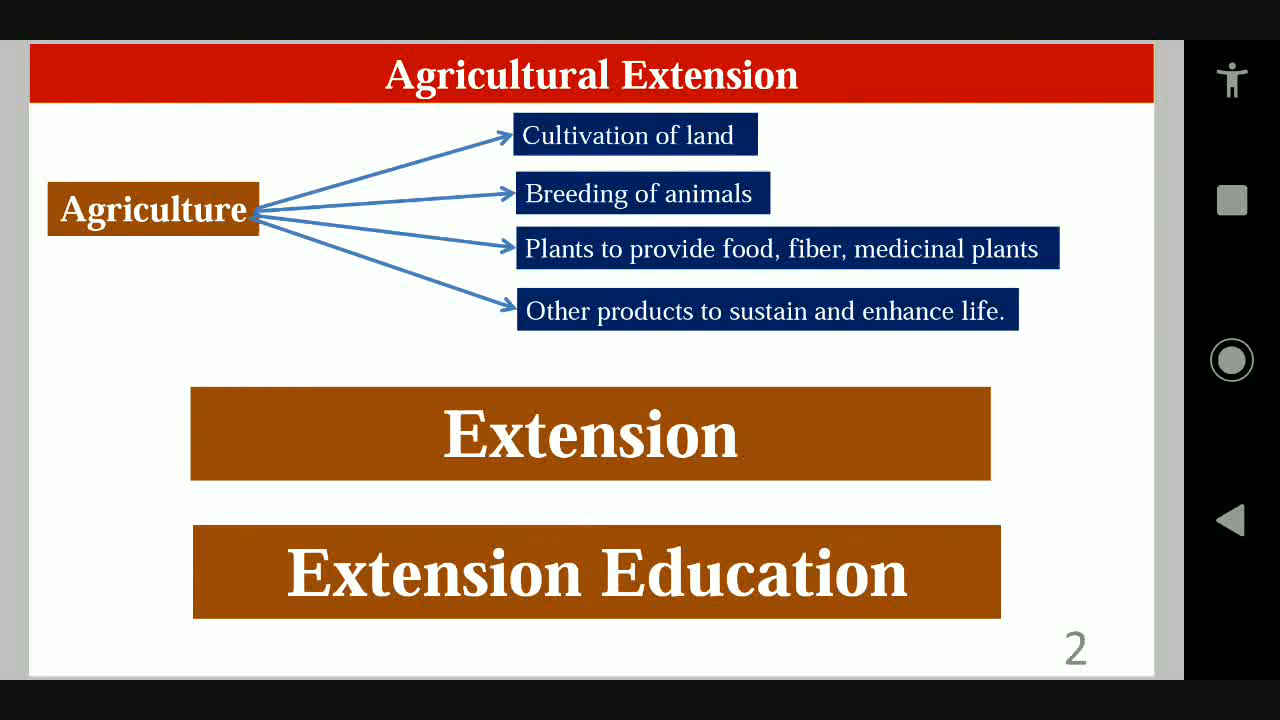 Agricultural Extension
Cultivation of land
Breeding of animals
Agriculture
Plants to provide food, fiber, medicinal plants
Other products to sustain and enhance life.
Extension
Extension Education
2